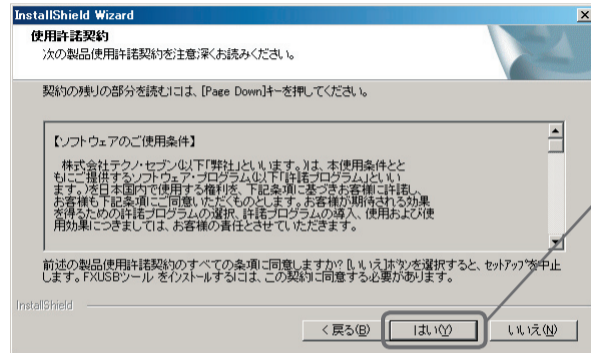 InstallShield Wizard
使用許諾契約
次の製品使用許諾契約を注意深くお読みください。
契約の残りの部分を読むには、[Page Down]キーを押してください。
【ソフトウェアのご使用条件】
株式会社テクノ・セブン(以下「弊社」といいます。)は、本使用条件とと
もにご提供するソフトウェア・プログラム(以下「許諾プログラム」といい
ます。)を日本国内で使用する権利を、下記条項に基づきお客様に許諾し、
お客様も下記条項にご同意いただくものとします。お客様が期待される効果
を得るための許諾プログラムの選択、許諾プログラムの導入、使用および使
用効果につきましては、お客様の責任とさせていただきます。
前述の製品使用許諾契約のすべての条項に同意しますか? [いいえ]ボタンを選択すると、セットアップを中止
します。FXUSBツール をインストールするには、この契約に同意する必要があります。
InstallShield
< 戻る(B)
はい(Y)
いいえ(N)